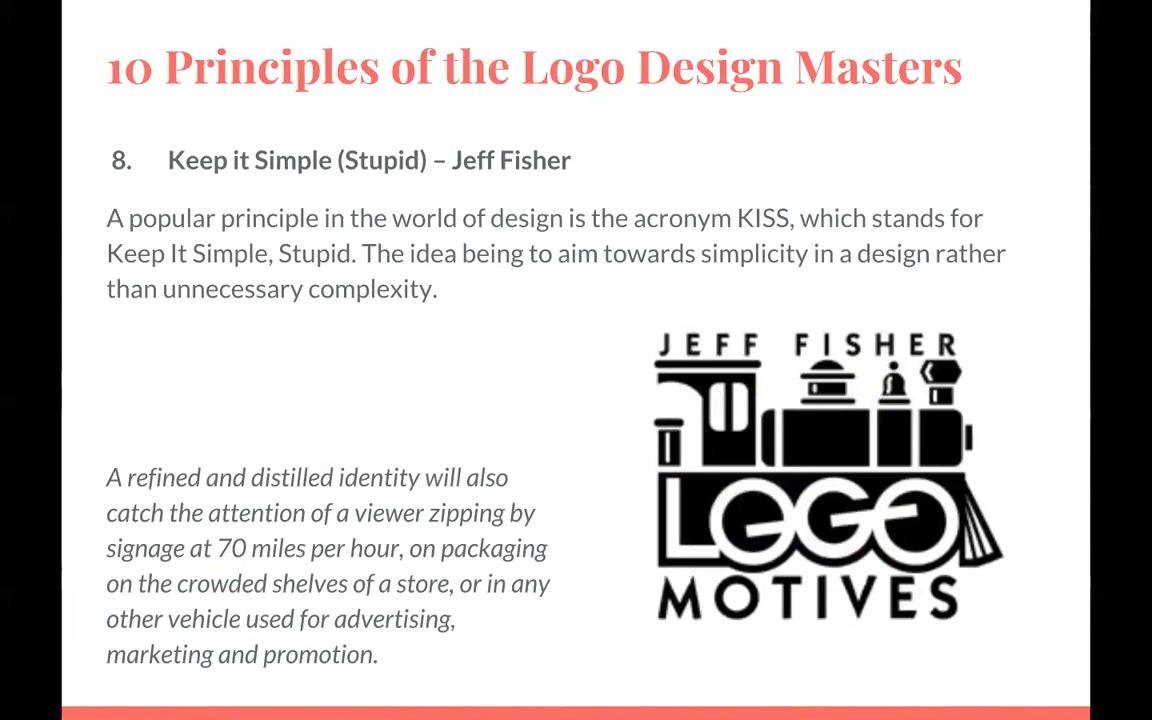 10 Principles of the Logo Design Masters
8. Keep it Simple (Stupid) – Jeff Fisher
A popular principle in the world of design is the acronym KISS, which stands for
Keep It Simple, Stupid. The idea being to aim towards simplicity in a design rather
than unnecessary complexity.
A refined and distilled identity will also
catch the attention of a viewer zipping by
signage at 70 miles per hour, on packaging
on the crowded shelves of a store, or in any
other vehicle used for advertising,
marketing and promotion.
JEFF FISHER
LOGO
MOTIVES